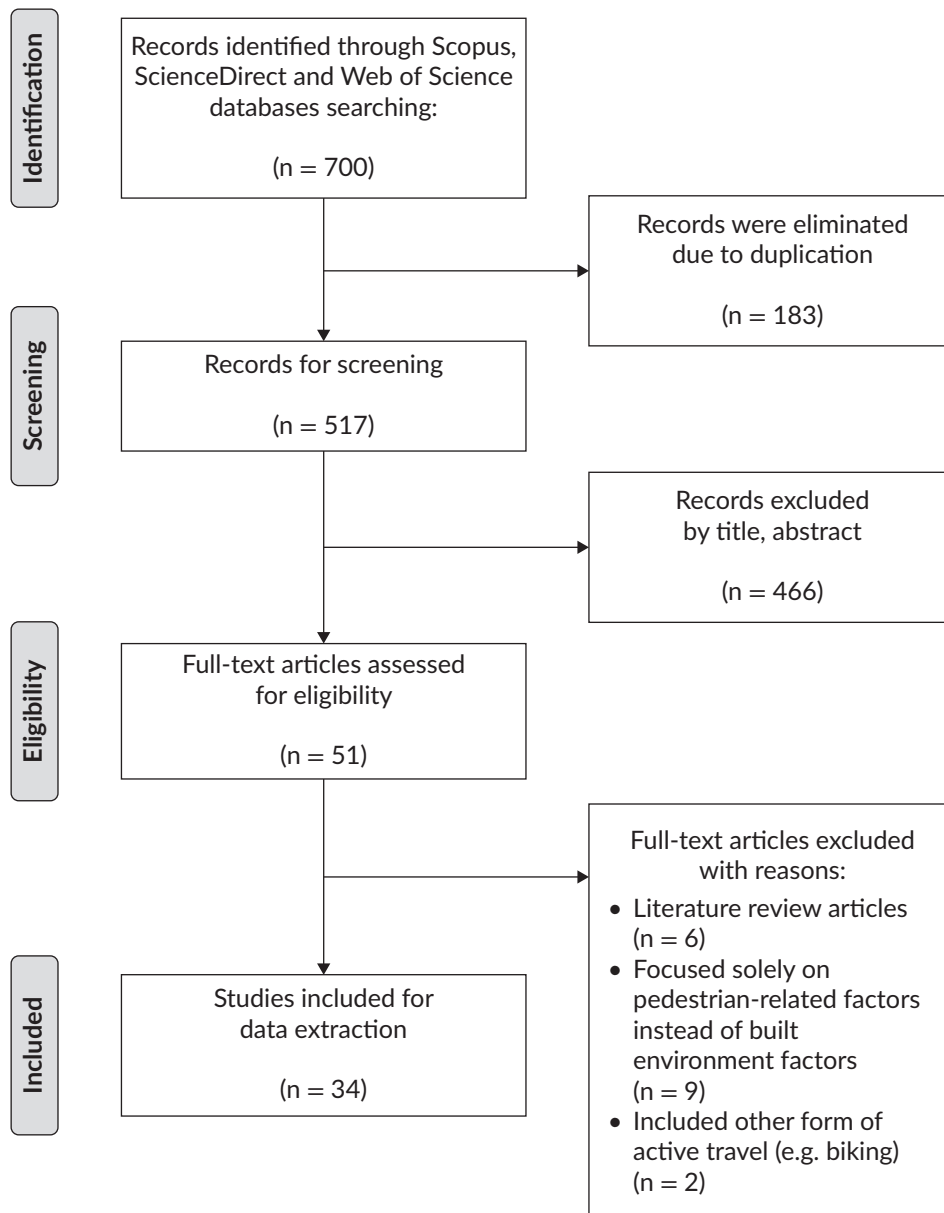 Identification
Records identified through Scopus,
ScienceDirect and Web of Science
databases searching:
(n = 700)
Records were eliminated
due to duplication
(n = 183)
Screening
Records for screening
(n = 517)
Records excluded
by title, abstract
(n = 466)
Eligibility
Full-text articles assessed
for eligibility
(n = 51)
Full-text articles excluded
with reasons:
• Literature review articles
(n = 6)
• Focused solely on
pedestrian-related factors
instead of built
environment factors
(n = 9)
• Included other form of
active travel (e.g. biking)
(n = 2)
Included
Studies included for
data extraction
(n = 34)